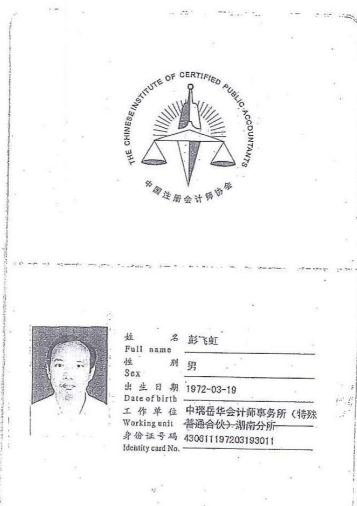 THE CHINESE INSTITUTE OF CERTIFIED PUBLIC ACCOUNTANTS
中国注册会计师协会
姓 名 彭飞虹
Full name
性 别 男
Sex
出 生 日 期 1972-03-19
Date of birth
工 作 单 位 中瑞岳华会计师事务所（特殊
Working unit 普通合伙）湖南分所
身份证号码 430611197203193011
Identity card No.